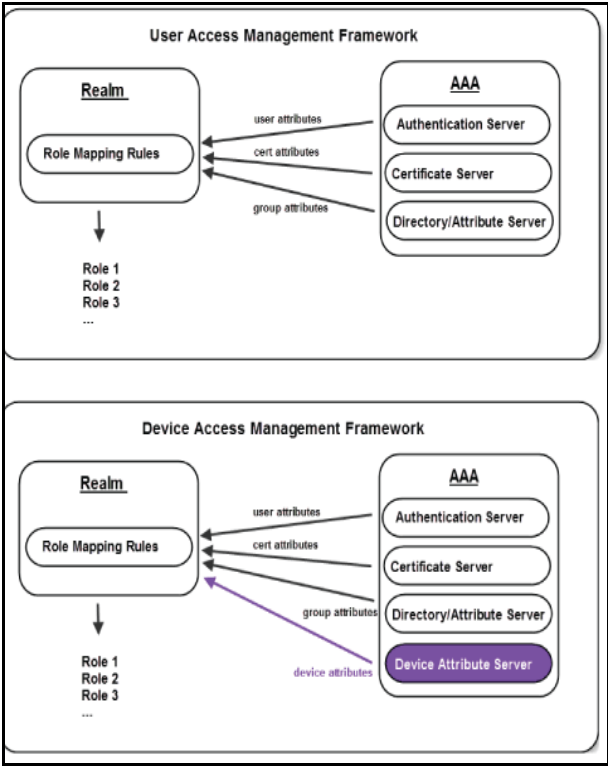 User Access Management Framework
Realm
AAA
user attributes
Authentication Server
Role Mapping Rules
cert attributes
Certificate Server
group attributes
Directory/Attribute Server
Role 1
Role 2
Role 3
...
Device Access Management Framework
Realm
AAA
user attributes
Authentication Server
Role Mapping Rules
cert attributes
Certificate Server
group attributes
Directory/Attribute Server
device attributes
Device Attribute Server
Role 1
Role 2
Role 3
...